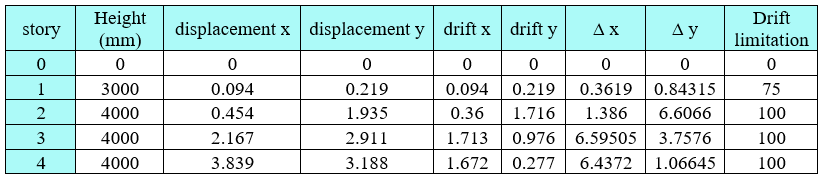 story Height (mm) displacement x displacement y drift x drift y Δ x Δ y Drift limitation
0 0 0 0 0 0 0 0 0
1 3000 0.094 0.219 0.094 0.219 0.3619 0.84315 75
2 4000 0.454 1.935 0.36 1.716 1.386 6.6066 100
3 4000 2.167 2.911 1.713 0.976 6.59505 3.7576 100
4 4000 3.839 3.188 1.672 0.277 6.4372 1.06645 100